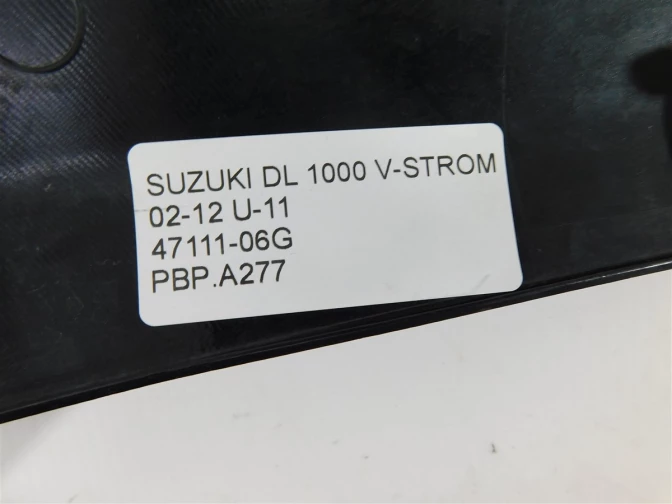 SUZUKI DL 1000 V-STROM
02-12 U-11
47111-06G
PBP.A277